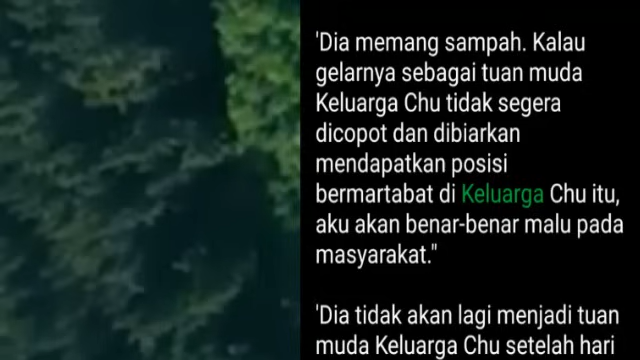 'Dia memang sampah. Kalau
gelarnya sebagai tuan muda
Keluarga Chu tidak segera
dicopot dan dibiarkan
mendapatkan posisi
bermartabat di Keluarga Chu itu,
aku akan benar-benar malu pada
masyarakat."
'Dia tidak akan lagi menjadi tuan
muda Keluarga Chu setelah hari